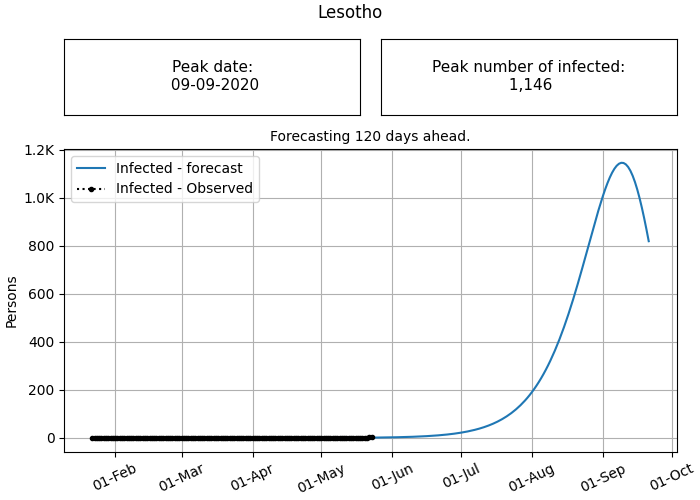 Lesotho
Peak date:
09-09-2020
Peak number of infected:
1,146
Forecasting 120 days ahead.
Infected - forecast
Infected - Observed
Persons
1.2K
1.0K
800
600
400
200
0
01-Feb
01-Mar
01-Apr
01-May
01-Jun
01-Jul
01-Aug
01-Sep
01-Oct